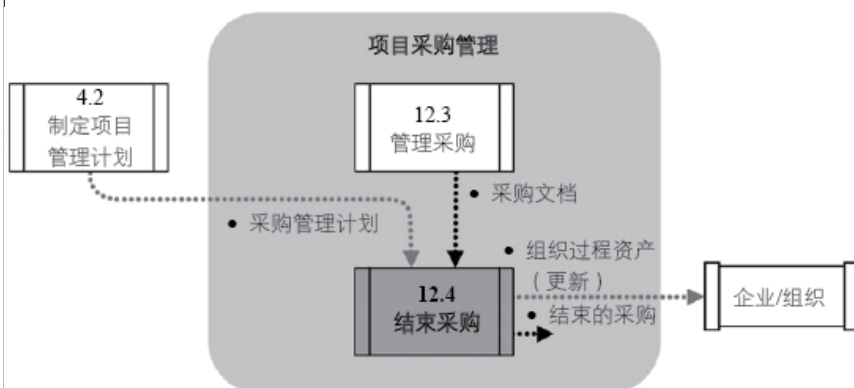 项目采购管理
4.2
制定项目
管理计划
12.3
管理采购
• 采购文档
• 采购管理计划
• 组织过程资产
（更新）
12.4
结束采购
• 结束的采购
企业/组织